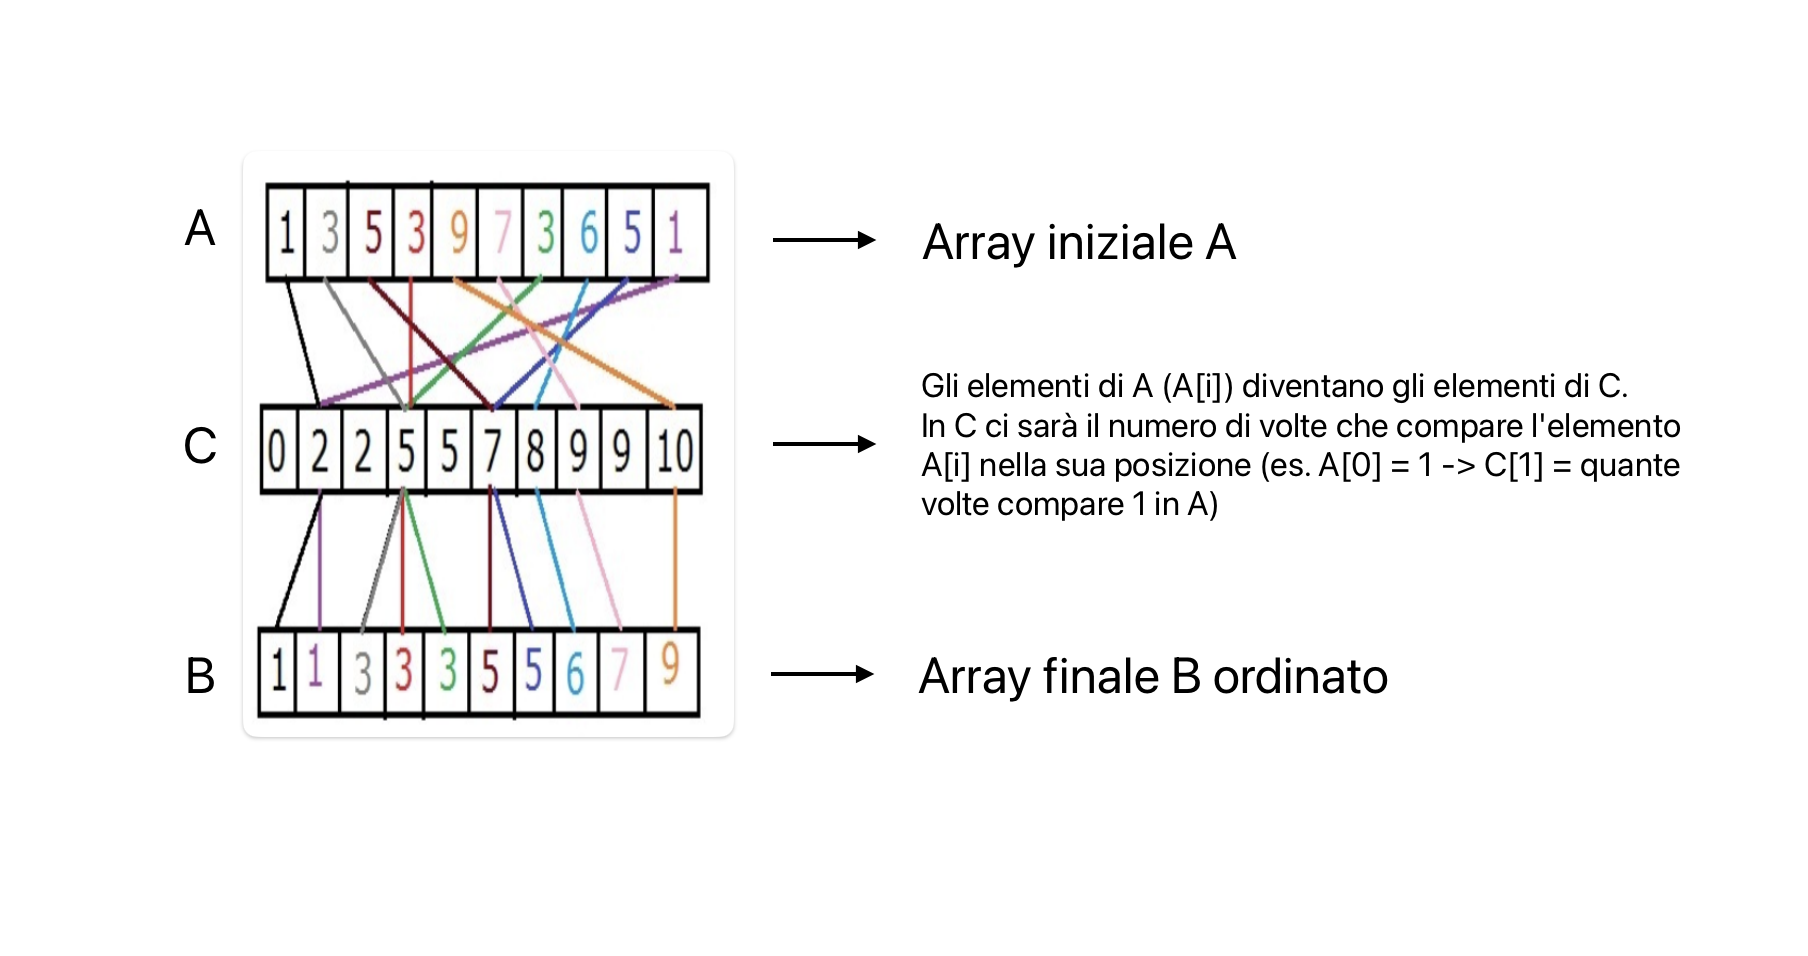 A
1 3 5 3 9 7 3 6 5 1
Array iniziale A
C
0 2 2 5 5 7 8 9 9 10
Gli elementi di A (A[i]) diventano gli elementi di C.
In C ci sarà il numero di volte che compare l'elemento
A[i] nella sua posizione (es. A[0] = 1 -> C[1] = quante
volte compare 1 in A)
B
1 1 3 3 3 5 5 6 7 9
Array finale B ordinato